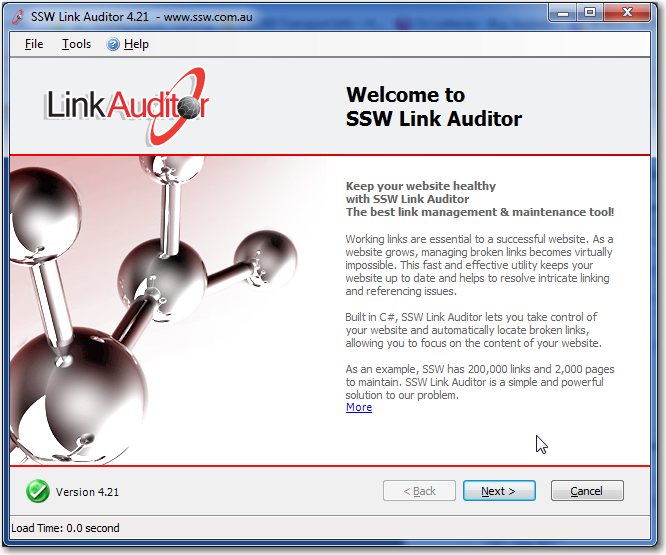 SSW Link Auditor 4.21 - www.ssw.com.au
File Tools Help
LinkAuditor
Welcome to
SSW Link Auditor
Keep your website healthy
with SSW Link Auditor
The best link management & maintenance tool!
Working links are essential to a successful website. As a
website grows, managing broken links becomes virtually
impossible. This fast and effective utility keeps your
website up to date and helps to resolve intricate linking
and referencing issues.
Built in C#, SSW Link Auditor lets you take control of
your website and automatically locate broken links,
allowing you to focus on the content of your website.
As an example, SSW has 200,000 links and 2,000 pages
to maintain. SSW Link Auditor is a simple and powerful
solution to our problem.
More
Version 4.21
< Back Next > Cancel
Load Time: 0.0 second